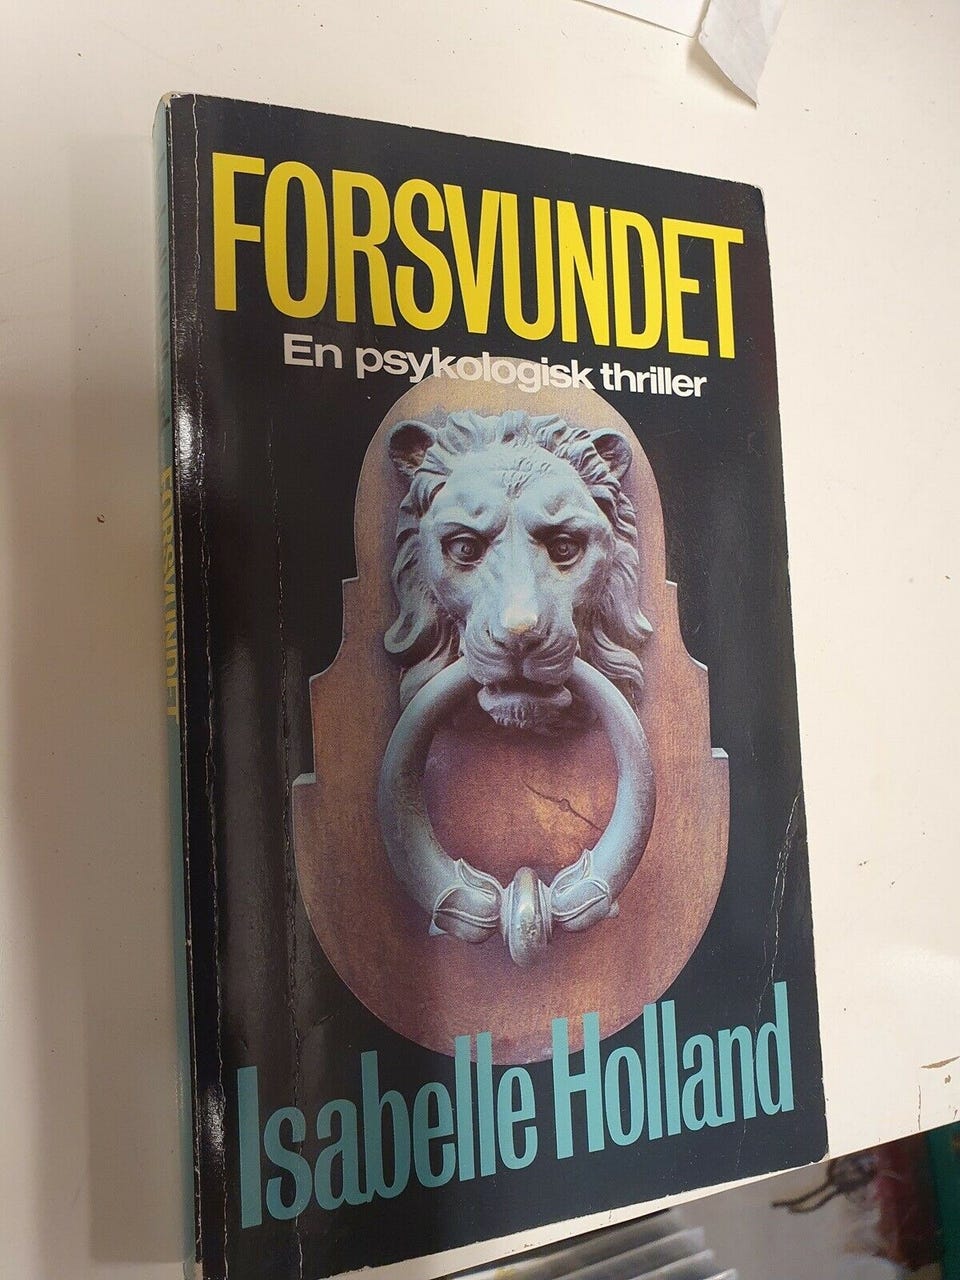 FORSVUNDET
En psykologisk thriller
Isabelle Holland
FORSVUNDET